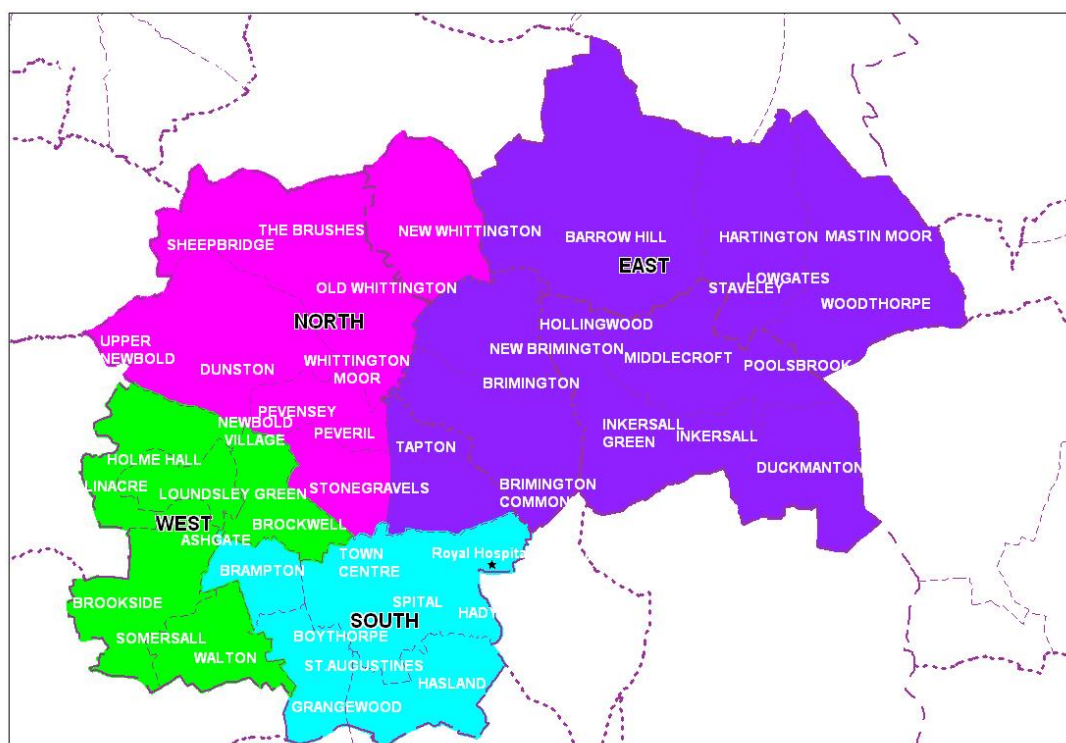 THE BRUSHES
NEW WHITTINGTON
SHEEPBRIDGE
BARROW HILL
HARTINGTON
MASTIN MOOR
EAST
LOWGATES
STAVELEY
OLD WHITTINGTON
WOODTHORPE
NORTH
HOLLINGWOOD
UPPER
NEWBOLD
NEW BRIMINGTON
MIDDLECROFT
POOLSBROOK
WHITTINGTON
MOOR
DUNSTON
BRIMINGTON
PEVENSEY
NEWBOLD
VILLAGE
PEVERIL
INKERSALL
GREEN
INKERSALL
TAPTON
HOLME HALL
DUCKMANTON
LINACRE
LOUNDSLEY GREEN
STONEGRAVELS
BRIMINGTON
COMMON
WEST
BROCKWELL
ASHGATE
TOWN
CENTRE
Royal Hospita
BRAMPTON
BROOKSIDE
SPITAL
HAD
SOUTH
SOMERSALL
BOYTHORPE
WALTON
ST.AUGUSTINES
HASLAND
GRANGEWOOD